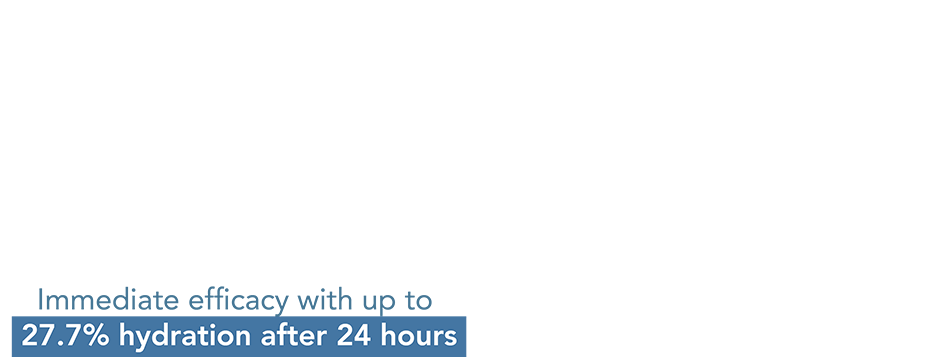 Immediate efficacy with up to
27.7% hydration after 24 hours